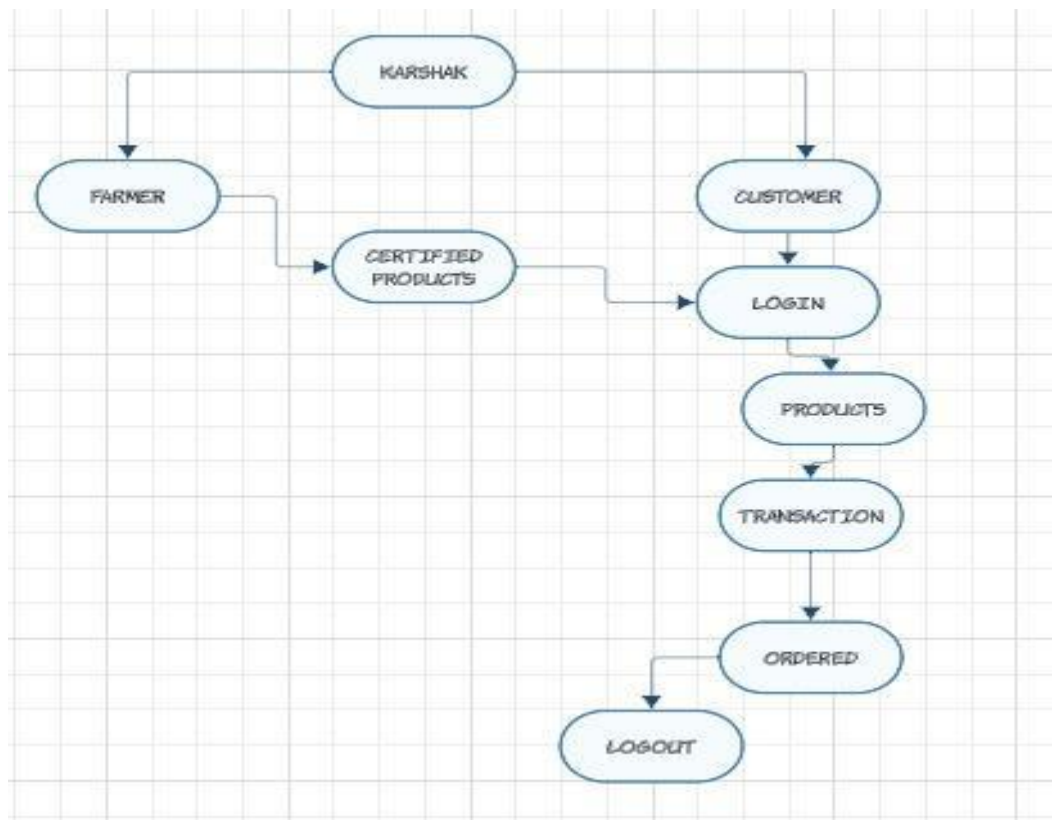 KARSHAK
FARMER
CUSTOMER
CERTIFIED
PRODUCTS
LOGIN
PRODUCTS
TRANSACTION
ORDERED
LOGOUT